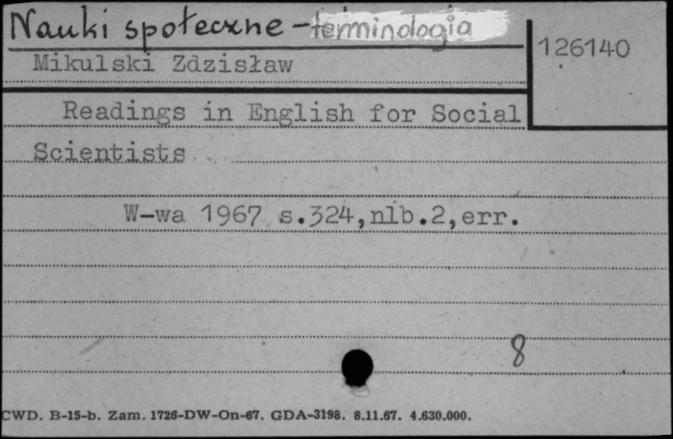 Nauki społeczne - terminologia
126140
Mikulski Zdzisław
Readings in English for Social
Scientists
W-wa 1967 s.324,nlb.2,err.
8
CWD. B-15-b. Zam. 1726-DW-On-67. GDA-3198. 8.11.67. 4.630.000.